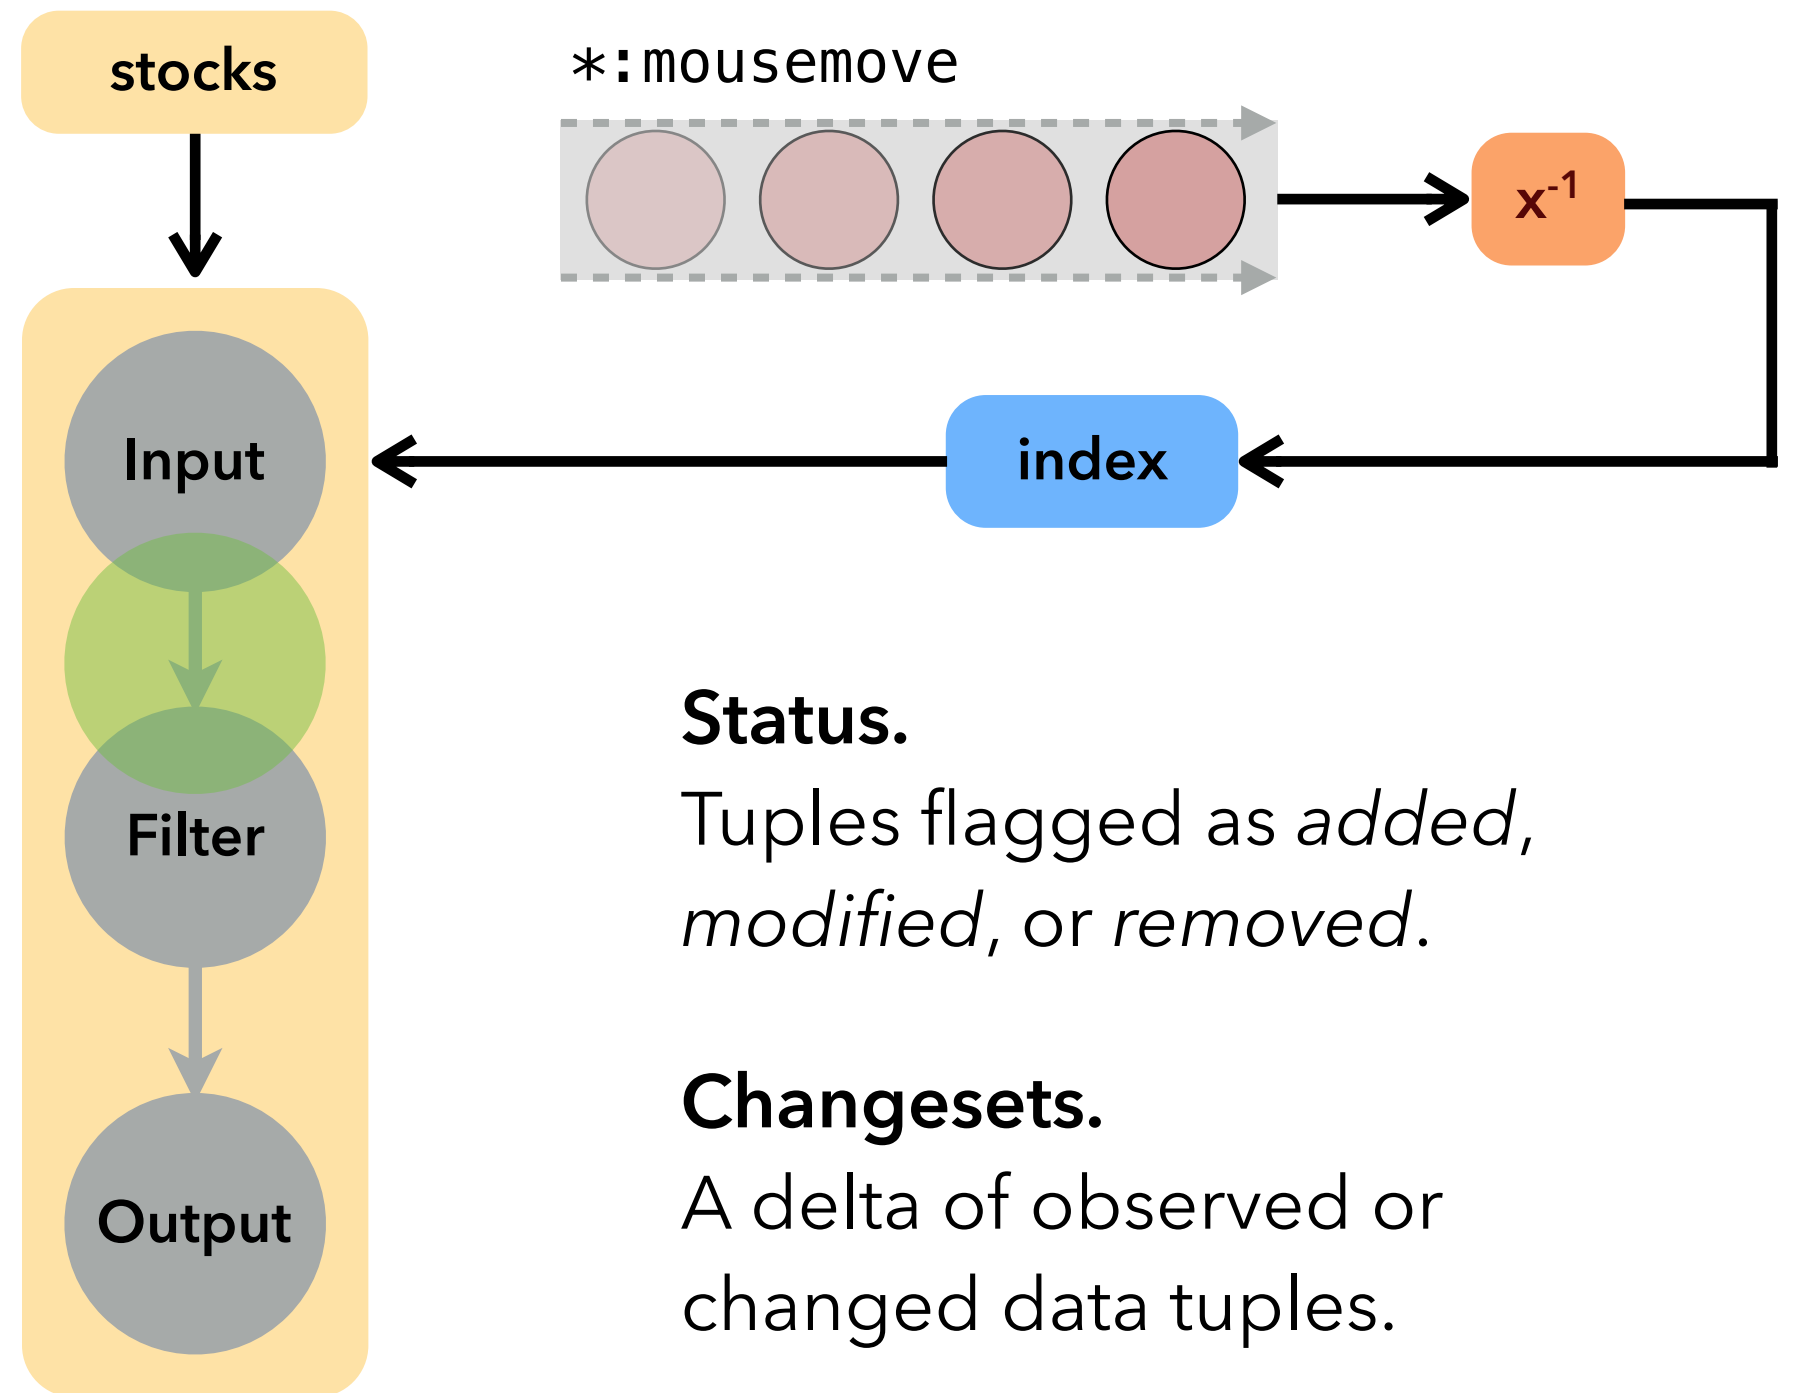 stocks
*:mousemove
x⁻¹
Input
index
Filter
Output
Status.
Tuples flagged as added,
modified, or removed.
Changesets.
A delta of observed or
changed data tuples.